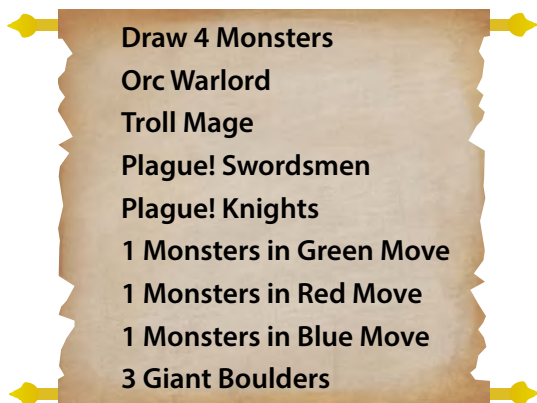 Draw 4 Monsters
Orc Warlord
Troll Mage
Plague! Swordsmen
Plague! Knights
1 Monsters in Green Move
1 Monsters in Red Move
1 Monsters in Blue Move
3 Giant Boulders